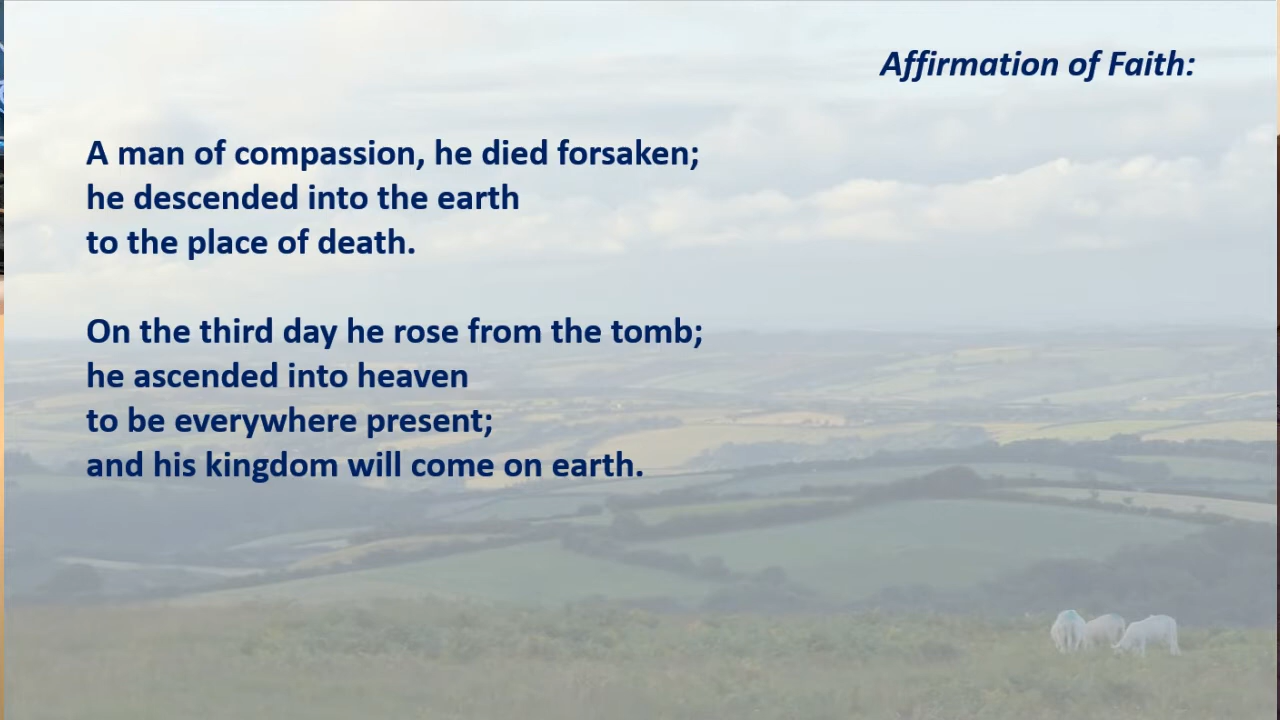 Affirmation of Faith:
A man of compassion, he died forsaken;
he descended into the earth
to the place of death.
On the third day he rose from the tomb;
he ascended into heaven
to be everywhere present;
and his kingdom will come on earth.